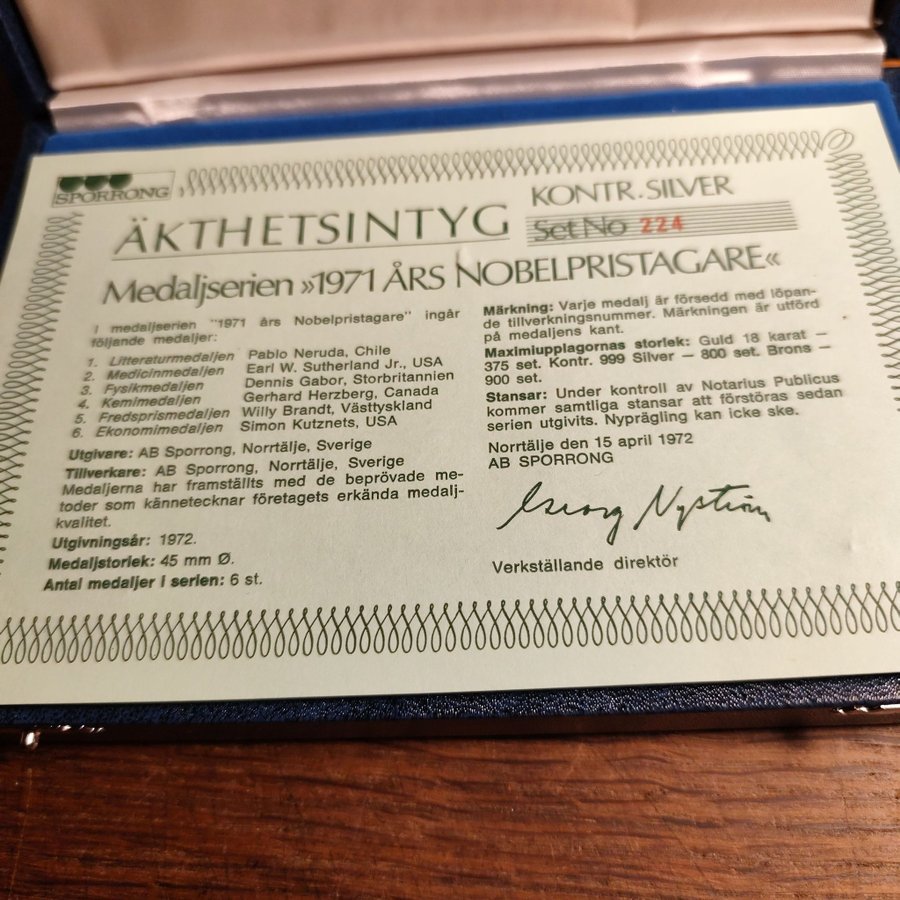 SPORRONG
KONTR. SILVER
ÄKTHETSINTYG
Set No 224
Medaljserien »1971 ÅRS NOBELPRISTAGARE«
I medaljserien "1971 års Nobelpristagare" ingår
följande medaljer:
1. Litteraturmedaljen Pablo Neruda, Chile
2. Medicinmedaljen Earl W. Sutherland Jr., USA
3. Fysikmedaljen Dennis Gabor, Storbritannien
4. Kemimedaljen Gerhard Herzberg, Canada
5. Fredsprismedaljen Willy Brandt, Västtyskland
6. Ekonomimedaljen Simon Kutznets, USA
Utgivare: AB Sporrong, Norrtälje, Sverige
Tillverkare: AB Sporrong, Norrtälje, Sverige
Medaljerna har framställts med de beprövade me-
toder som kännetecknar företagets erkända medalj-
kvalitet.
Utgivningsår: 1972.
Medaljstorlek: 45 mm Ø.
Antal medaljer i serien: 6 st.
Märkning: Varje medalj är försedd med löpan-
de tillverkningsnummer. Märkningen är utförd
på medaljens kant.
Maximiupplagornas storlek: Guld 18 karat —
375 set. Kontr. 999 Silver — 800 set. Brons —
900 set.
Stansar: Under kontroll av Notarius Publicus
kommer samtliga stansar att förstöras sedan
serien utgivits. Nyprägling kan icke ske.
Norrtälje den 15 april 1972
AB SPORRONG
Georg Nyström
Verkställande direktör